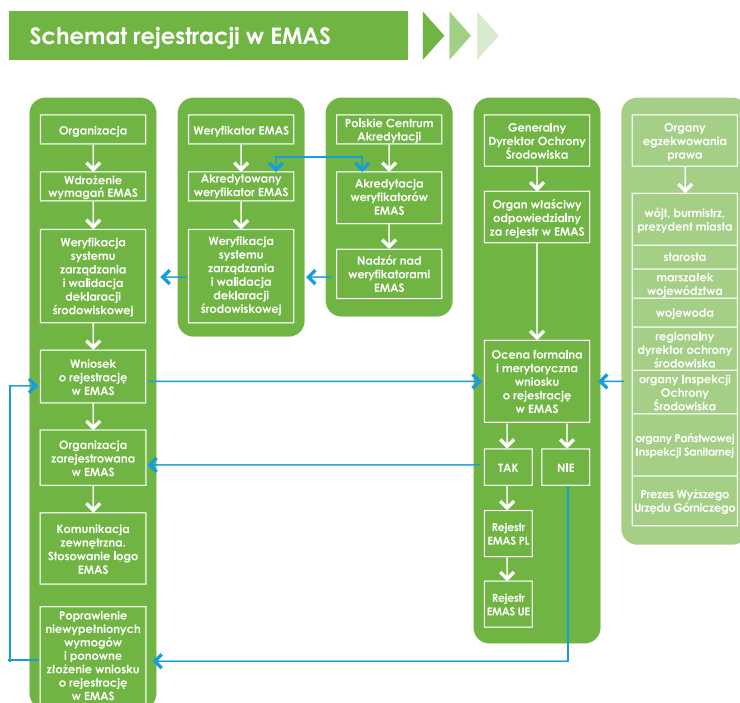 Schemat rejestracji w EMAS
Organizacja
Wdrożenie
wymagań EMAS
Weryfikacja
systemu
zarządzania
i walidacja
deklaracji
środowiskowej
Wniosek
o rejestrację
w EMAS
Organizacja
zarejestrowana
w EMAS
Komunikacja
zewnętrzna.
Stosowanie logo
EMAS
Poprawienie
niewypełnionych
wymogów
i ponowne
złożenie wniosku
o rejestrację
w EMAS
Weryfikator EMAS
Akredytowany
weryfikator EMAS
Weryfikacja
systemu
zarządzania
i walidacja
deklaracji
środowiskowej
Polskie Centrum
Akredytacji
Akredytacja
weryfikatorów
EMAS
Nadzór nad
weryfikatorami
EMAS
Generalny
Dyrektor Ochrony
Środowiska
Organ właściwy
odpowiedzialny
za rejestr w EMAS
Ocena formalna
i merytoryczna
wniosku
o rejestrację
w EMAS
TAK
NIE
Rejestr
EMAS PL
Rejestr
EMAS UE
Organy
egzekwowania
prawa
wójt, burmistrz,
prezydent miasta
starosta
marszałek
województwa
wojewoda
regionalny
dyrektor ochrony
środowiska
organy Inspekcji
Ochrony
Środowiska
organy Państwowej
Inspekcji Sanitarnej
Prezes Wyższego
Urzędu Górniczego